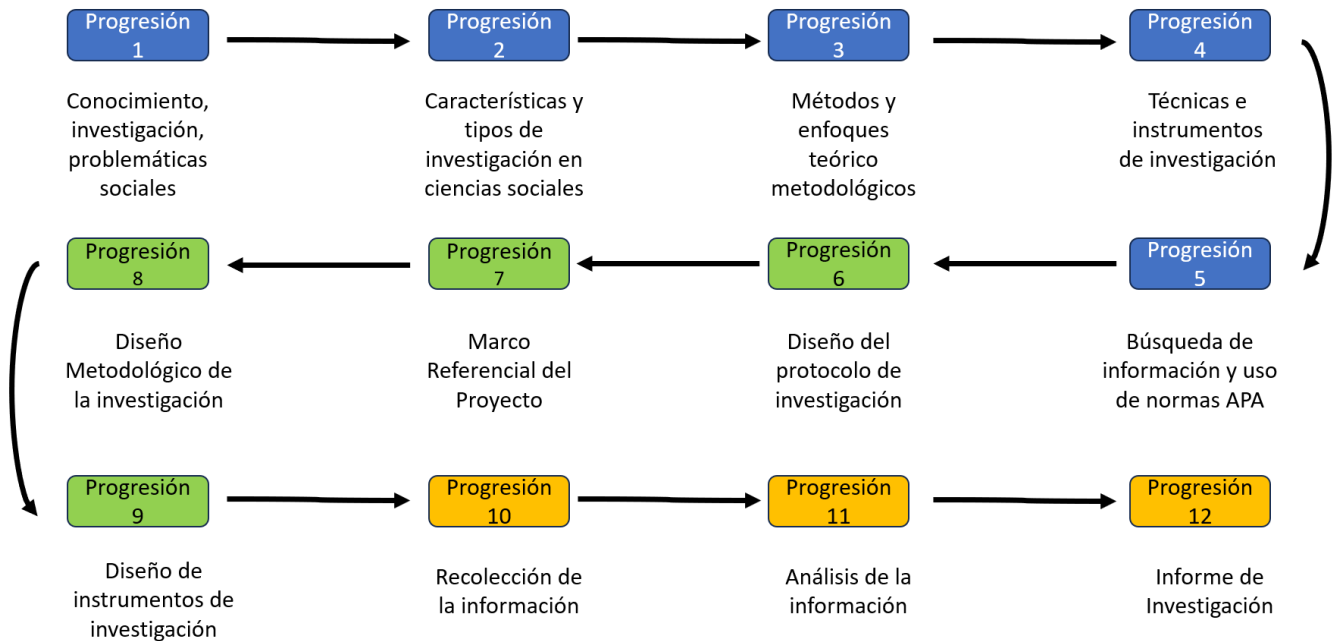 Progresión
1
Progresión
2
Progresión
3
Progresión
4
Conocimiento,
investigación,
problemáticas
sociales
Características y
tipos de
investigación en
ciencias sociales
Métodos y
enfoques
teórico
metodológicos
Técnicas e
instrumentos
de investigación
Progresión
8
Progresión
7
Progresión
6
Progresión
5
Diseño
Metodológico de
la investigación
Marco
Referencial del
Proyecto
Diseño del
protocolo de
investigación
Búsqueda de
información y uso
de normas APA
Progresión
9
Progresión
10
Progresión
11
Progresión
12
Diseño de
instrumentos de
investigación
Recolección de
la información
Análisis de la
información
Informe de
Investigación